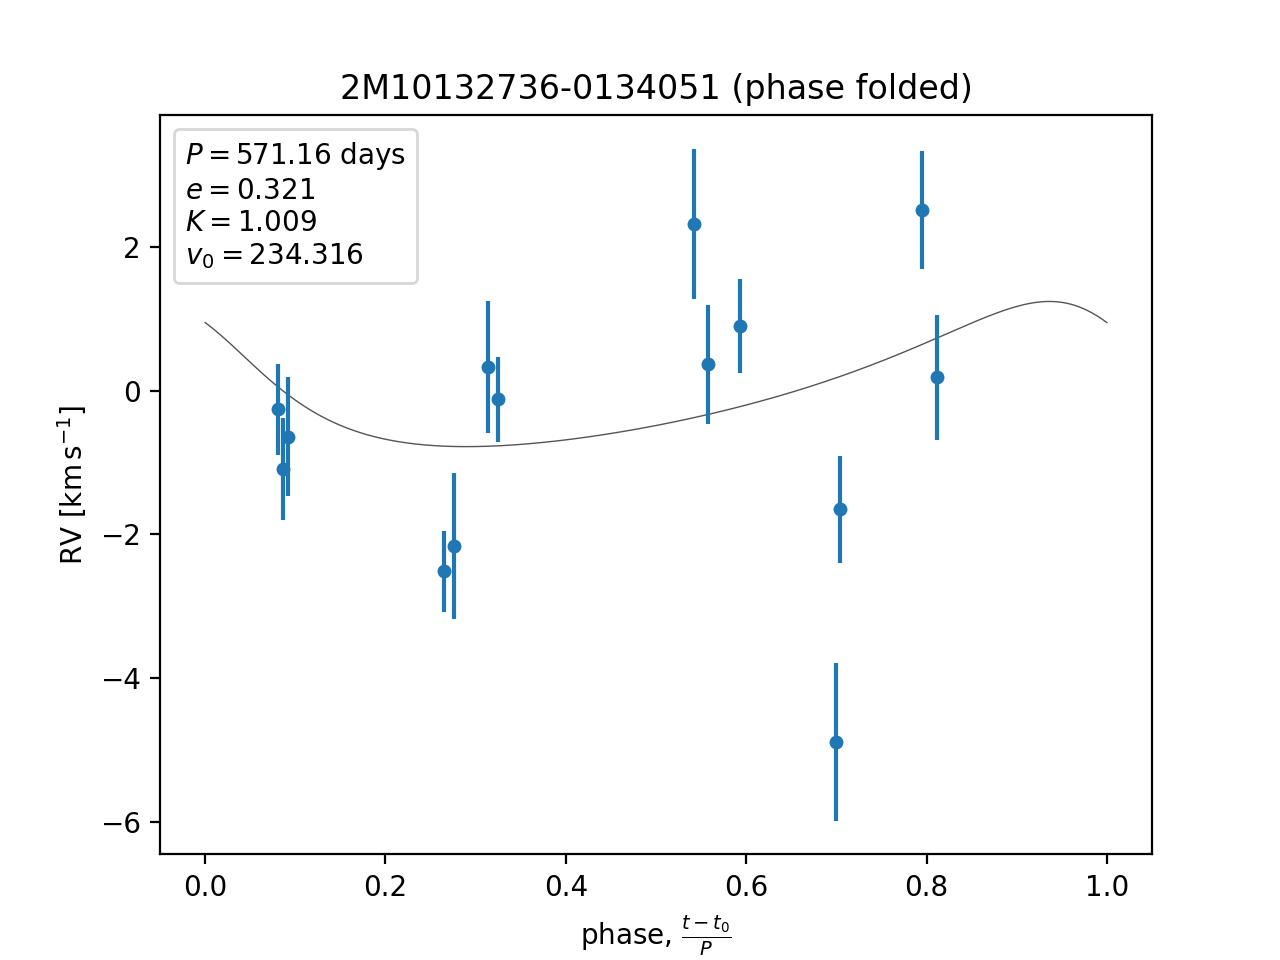 2M10132736-0134051 (phase folded)
P = 571.16 days
e = 0.321
K = 1.009
v₀ = 234.316
2
0
−2
−4
−6
RV [km s⁻¹]
0.0 0.2 0.4 0.6 0.8 1.0
phase, (t − t₀)/P